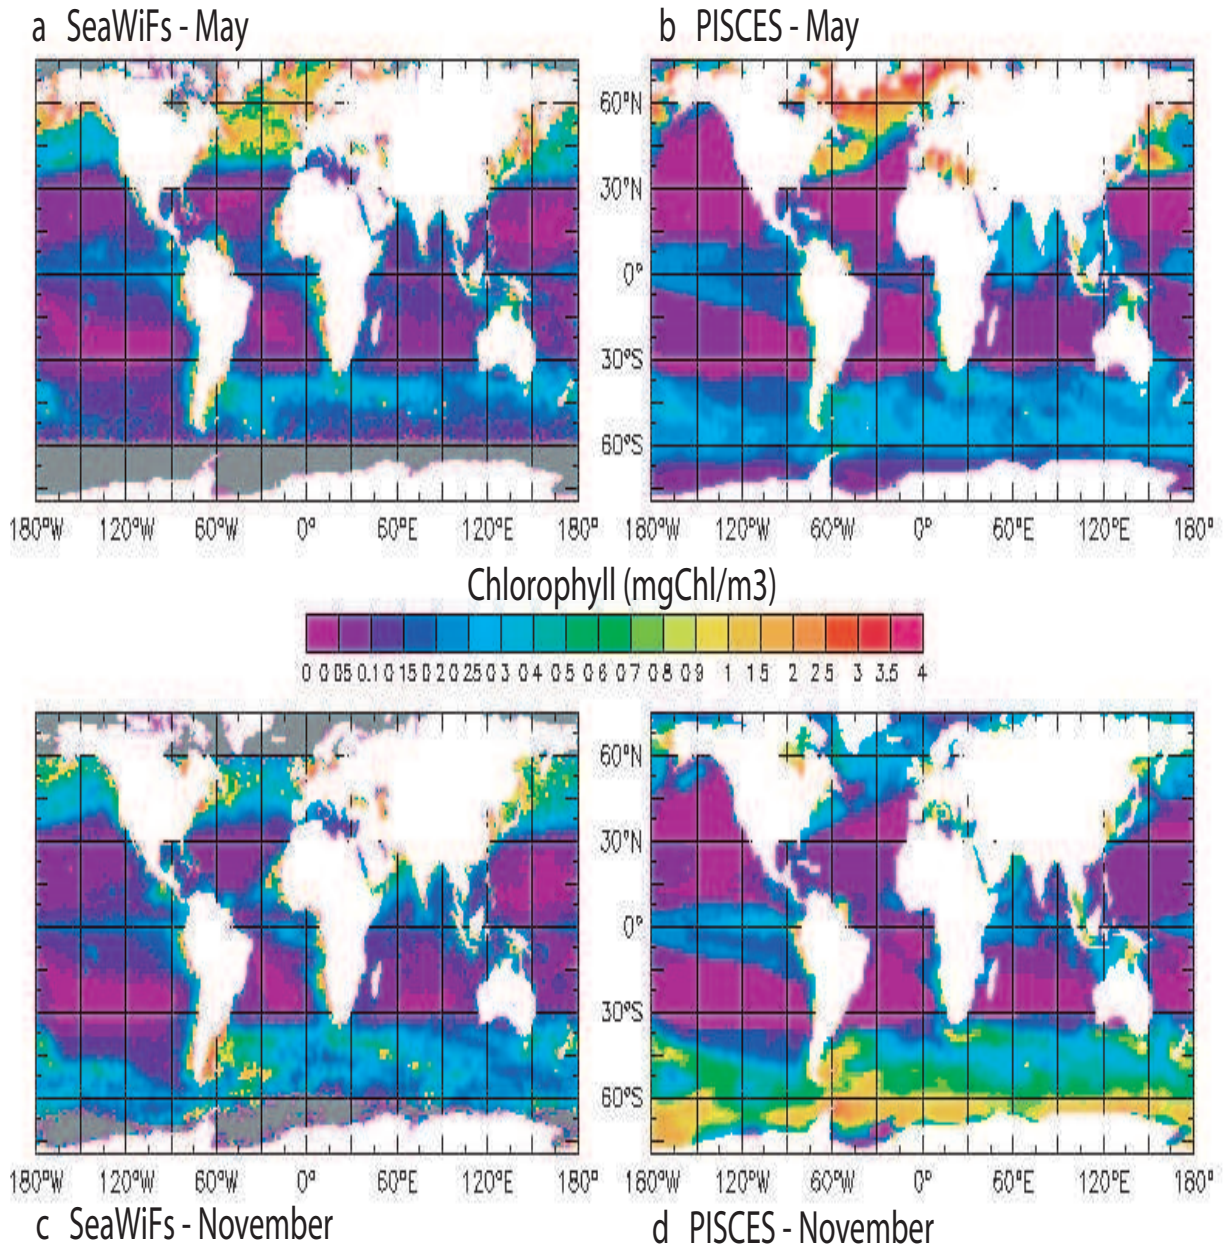 a SeaWiFs - May
b PISCES - May
60°N
30°N
0°
30°S
60°S
180°W 120°W 60°W 0° 60°E 120°E 180°
180°W 120°W 60°W 0° 60°E 120°E 180°
Chlorophyll (mgChl/m3)
0 0 05 0.1 0 15 0 2 0 25 0 3 0 4 0 5 0 6 0 7 0 8 0 9 1 1 5 2 2 5 3 3.5 4
60°N
30°N
0°
30°S
60°S
180°W 120°W 60°W 0° 60°E 120°E 180°
180°W 120°W 60°W 0° 60°E 120°E 180°
c SeaWiFs - November
d PISCES - November